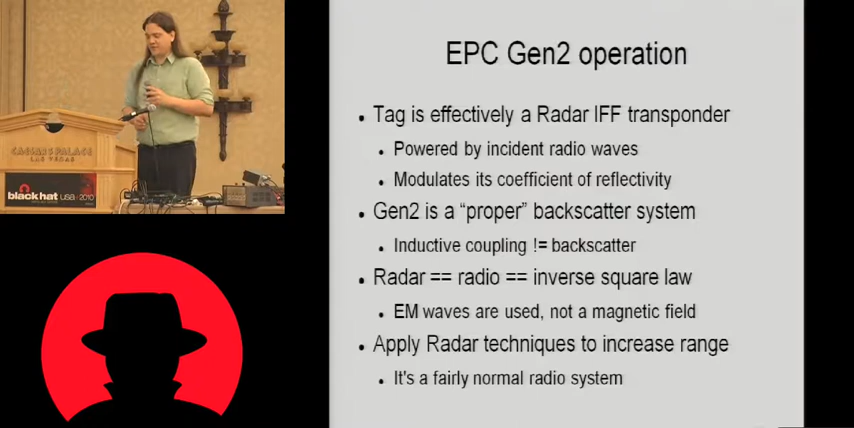 CAESARS PALACE
LAS VEGAS
black hat USA 2010
EPC Gen2 operation
Tag is effectively a Radar IFF transponder
Powered by incident radio waves
Modulates its coefficient of reflectivity
Gen2 is a “proper” backscatter system
Inductive coupling != backscatter
Radar == radio == inverse square law
EM waves are used, not a magnetic field
Apply Radar techniques to increase range
It's a fairly normal radio system